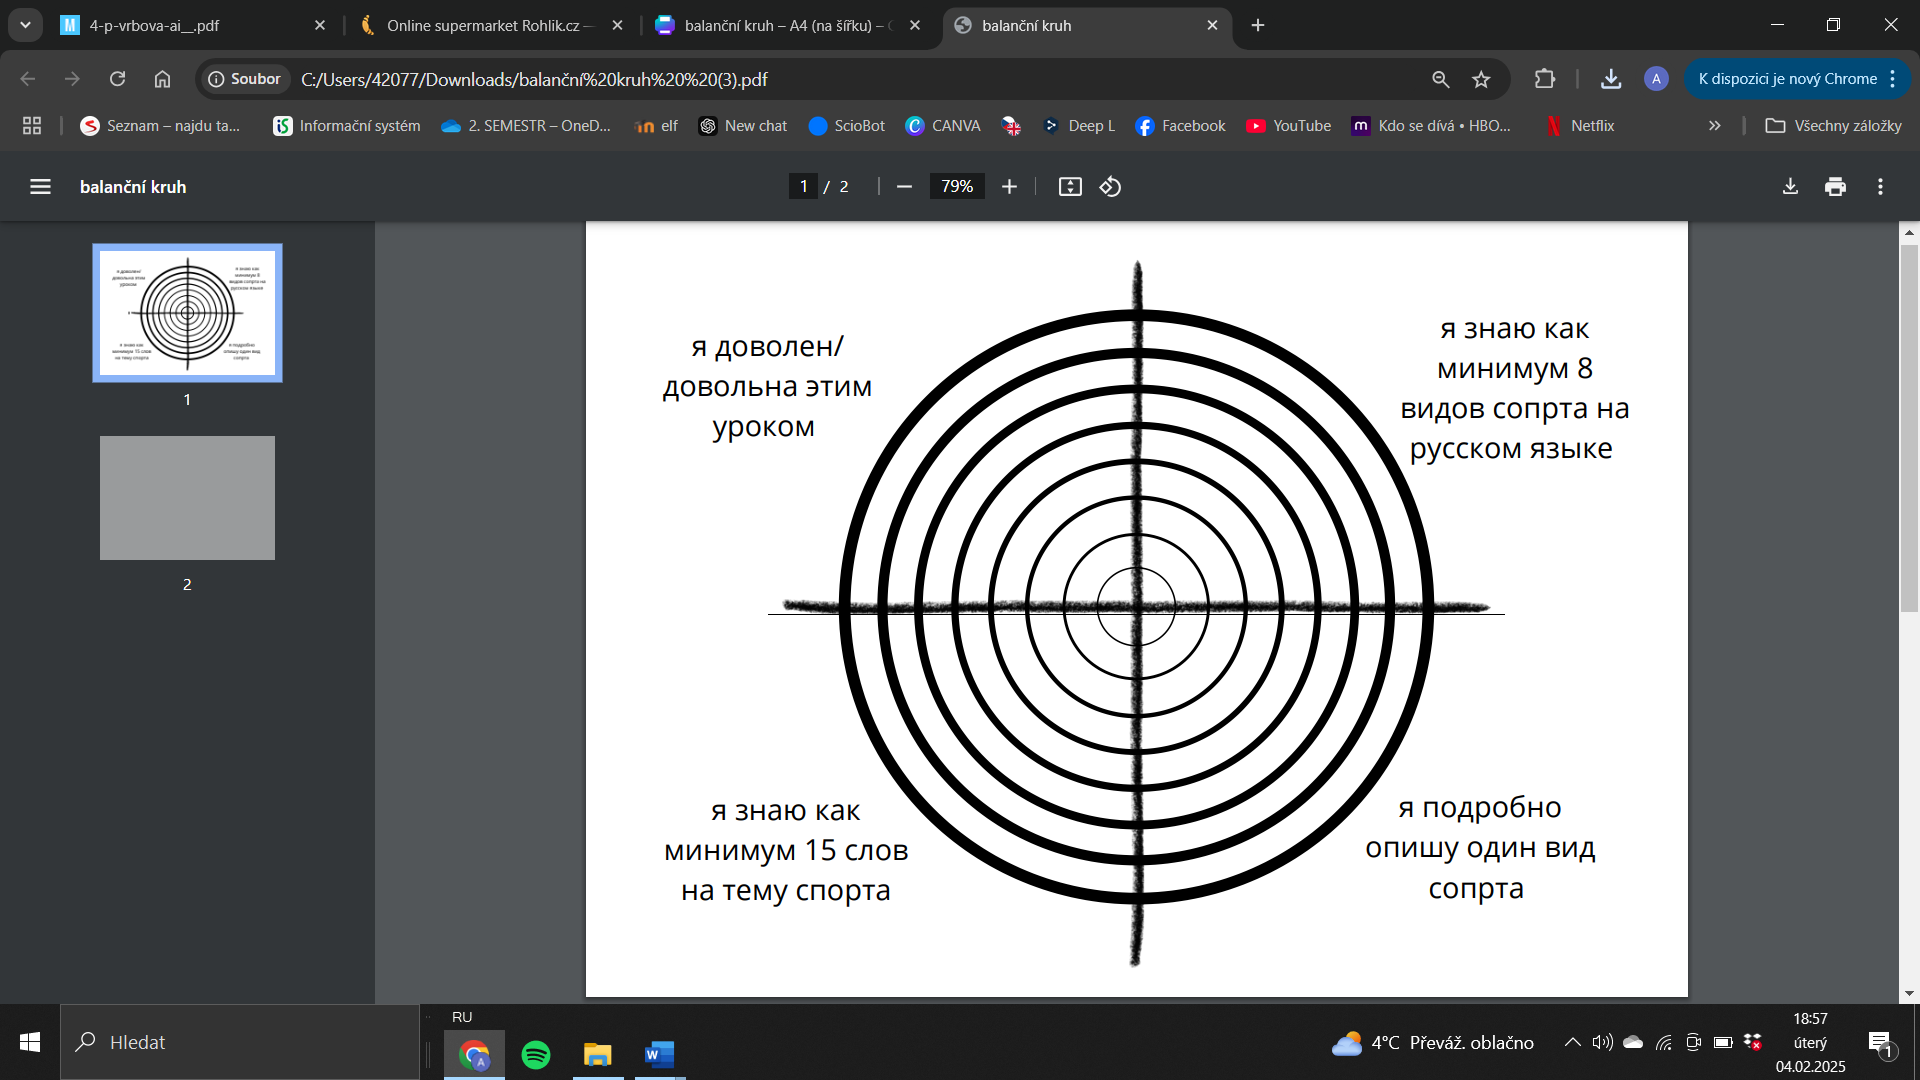 4-p-vrbova-ai__.pdf
Online supermarket Rohlik.cz –
balanční kruh – A4 (na šířku) –
balanční kruh
Soubor
C:/Users/42077/Downloads/balanční%20kruh%20%20(3).pdf
A
K dispozici je nový Chrome
Seznam – najdu ta...
Informační systém
2. SEMESTR – OneD...
elf
New chat
ScioBot
CANVA
Deep L
Facebook
YouTube
Kdo se dívá • HBO...
Netflix
Všechny záložky
balanční kruh
1 / 2
79%
1
2
я доволен/
довольна этим
уроком
я знаю как
минимум 8
видов сопрта на
русском языке
я знаю как
минимум 15 слов
на тему спорта
я подробно
опишу один вид
сопрта
RU
Hledat
4°C Převáž. oblačno
18:57
úterý
04.02.2025
1